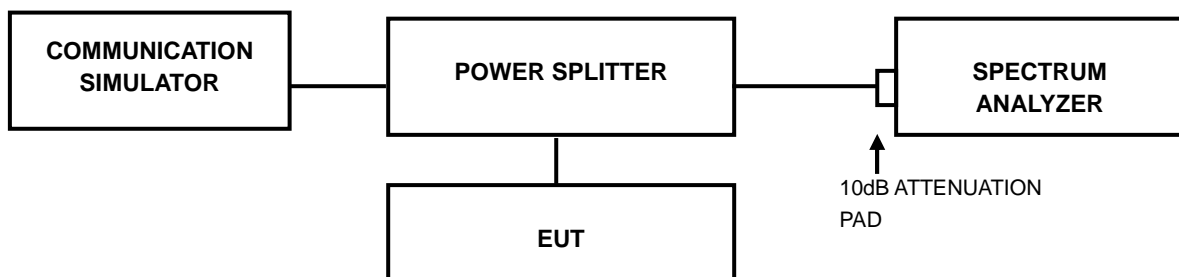 COMMUNICATION
SIMULATOR
POWER SPLITTER
SPECTRUM
ANALYZER
10dB ATTENUATION
PAD
EUT